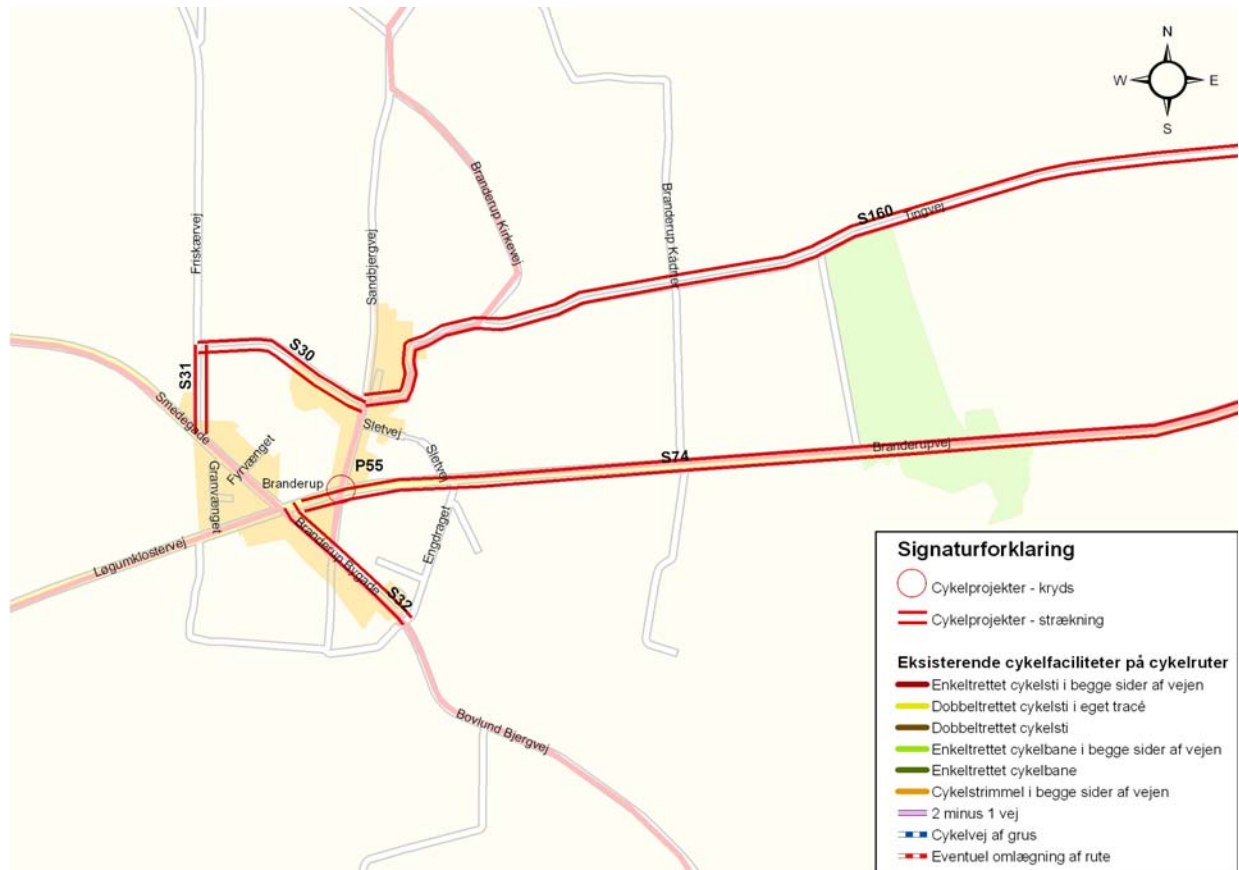 N
W
E
S
Branderup Kirkevej
Branderup Kådner
S160
Tingvej
Friskærvej
Sandbjergvej
S30
S31
Smedegade
Sletvej
Sletvej
Fyrvænget
P55
S74
Branderupvej
Granvænget
Branderup
Engdraget
Løgumklostervej
Branderup Bygade
S32
Bovlund Bjergvej
Signaturforklaring
Cykelprojekter - kryds
Cykelprojekter - strækning
Eksisterende cykelfaciliteter på cykelruter
Enkeltrettet cykelsti i begge sider af vejen
Dobbeltrettet cykelsti i eget tracé
Dobbeltrettet cykelsti
Enkeltrettet cykelbane i begge sider af vejen
Enkeltrettet cykelbane
Cykelstrimmel i begge sider af vejen
2 minus 1 vej
Cykelvej af grus
Eventuel omlægning af rute